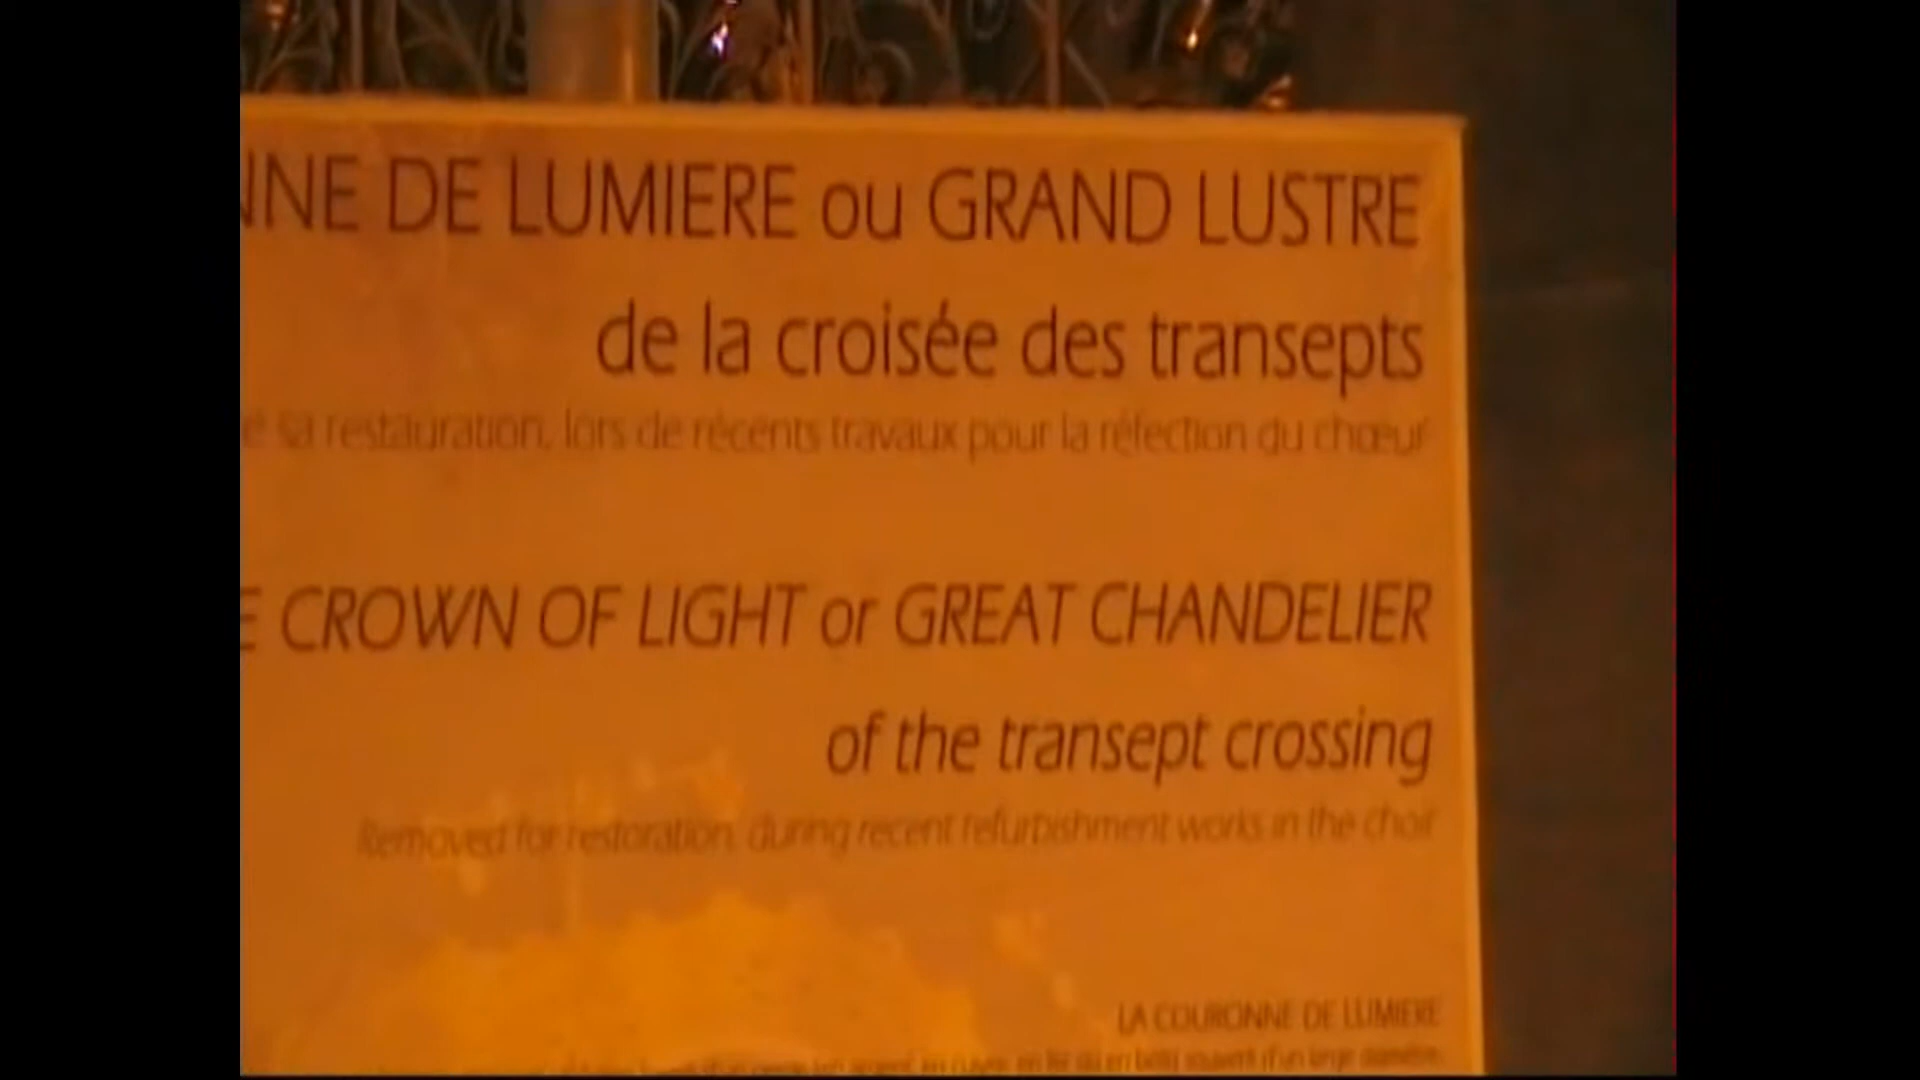 NNE DE LUMIERE ou GRAND LUSTRE
de la croisée des transepts
sa restauration, lors de récents travaux pour la réfection du chœur
E CROWN OF LIGHT or GREAT CHANDELIER
of the transept crossing
Removed for restoration, during recent refurbishment works in the choir
LA COURONNE DE LUMIERE